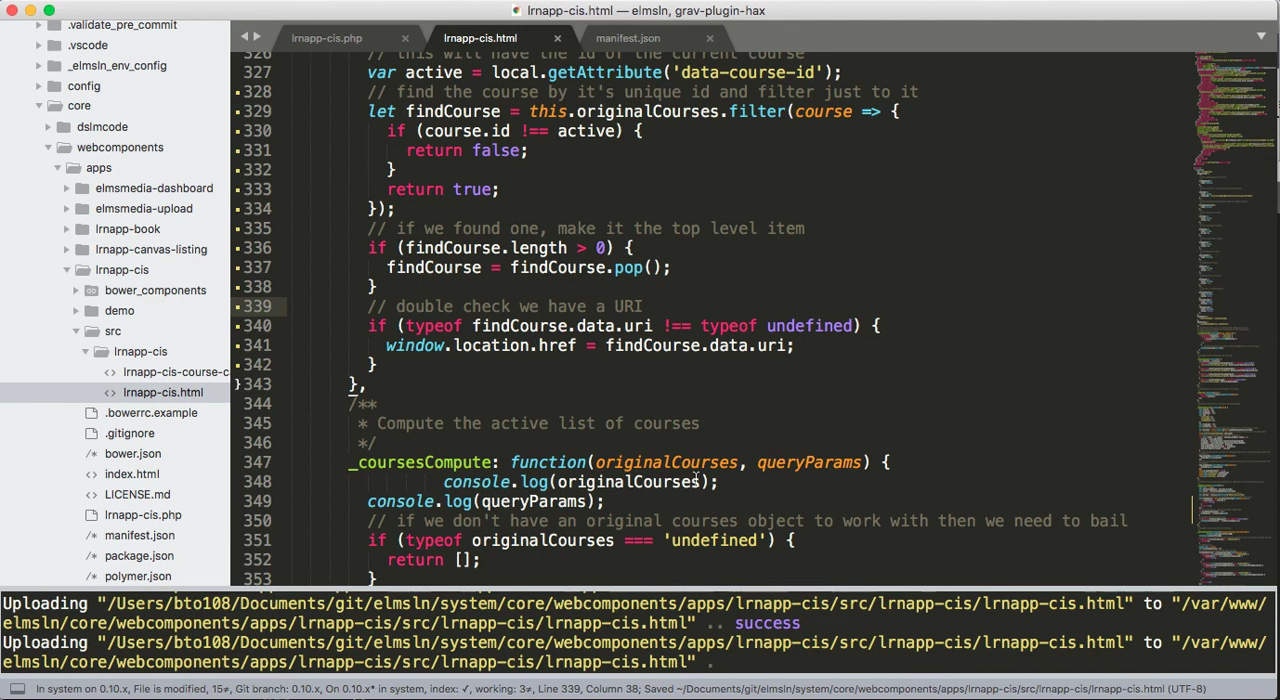 lrnapp-cis.html — elmsln, grav-plugin-hax
lrnapp-cis.php ×
lrnapp-cis.html ×
manifest.json ×
.validate_pre_commit
.vscode
_elmsln_env_config
config
core
dslmcode
webcomponents
apps
elmsmedia-dashboard
elmsmedia-upload
lrnapp-book
lrnapp-canvas-listing
lrnapp-cis
bower_components
demo
src
lrnapp-cis
lrnapp-cis-course-c
lrnapp-cis.html
.bowerrc.example
.gitignore
bower.json
index.html
LICENSE.md
lrnapp-cis.php
manifest.json
package.json
polymer.json
326 // this will have the id of the current course
327 var active = local.getAttribute('data-course-id');
328 // find the course by it's unique id and filter just to it
329 let findCourse = this.originalCourses.filter(course => {
330 if (course.id !== active) {
331 return false;
332 }
333 return true;
334 });
335 // if we found one, make it the top level item
336 if (findCourse.length > 0) {
337 findCourse = findCourse.pop();
338 }
339 // double check we have a URI
340 if (typeof findCourse.data.uri !== typeof undefined) {
341 window.location.href = findCourse.data.uri;
342 }
343 },
344 /**
345 * Compute the active list of courses
346 */
347 _coursesCompute: function(originalCourses, queryParams) {
348 console.log(originalCourses);
349 console.log(queryParams);
350 // if we don't have an original courses object to work with then we need to bail
351 if (typeof originalCourses === 'undefined') {
352 return [];
353 }
Uploading "/Users/bto108/Documents/git/elmsln/system/core/webcomponents/apps/lrnapp-cis/src/lrnapp-cis/lrnapp-cis.html" to "/var/www/
elmsln/core/webcomponents/apps/lrnapp-cis/src/lrnapp-cis/lrnapp-cis.html" .. success
Uploading "/Users/bto108/Documents/git/elmsln/system/core/webcomponents/apps/lrnapp-cis/src/lrnapp-cis/lrnapp-cis.html" to "/var/www/
elmsln/core/webcomponents/apps/lrnapp-cis/src/lrnapp-cis/lrnapp-cis.html" .
In system on 0.10.x, File is modified, 15≠, Git branch: 0.10.x, On 0.10.x* in system, index: ✓, working: 3≠, Line 339, Column 38; Saved ~/Documents/git/elmsln/system/core/webcomponents/apps/lrnapp-cis/src/lrnapp-cis/lrnapp-cis.html (UTF-8)